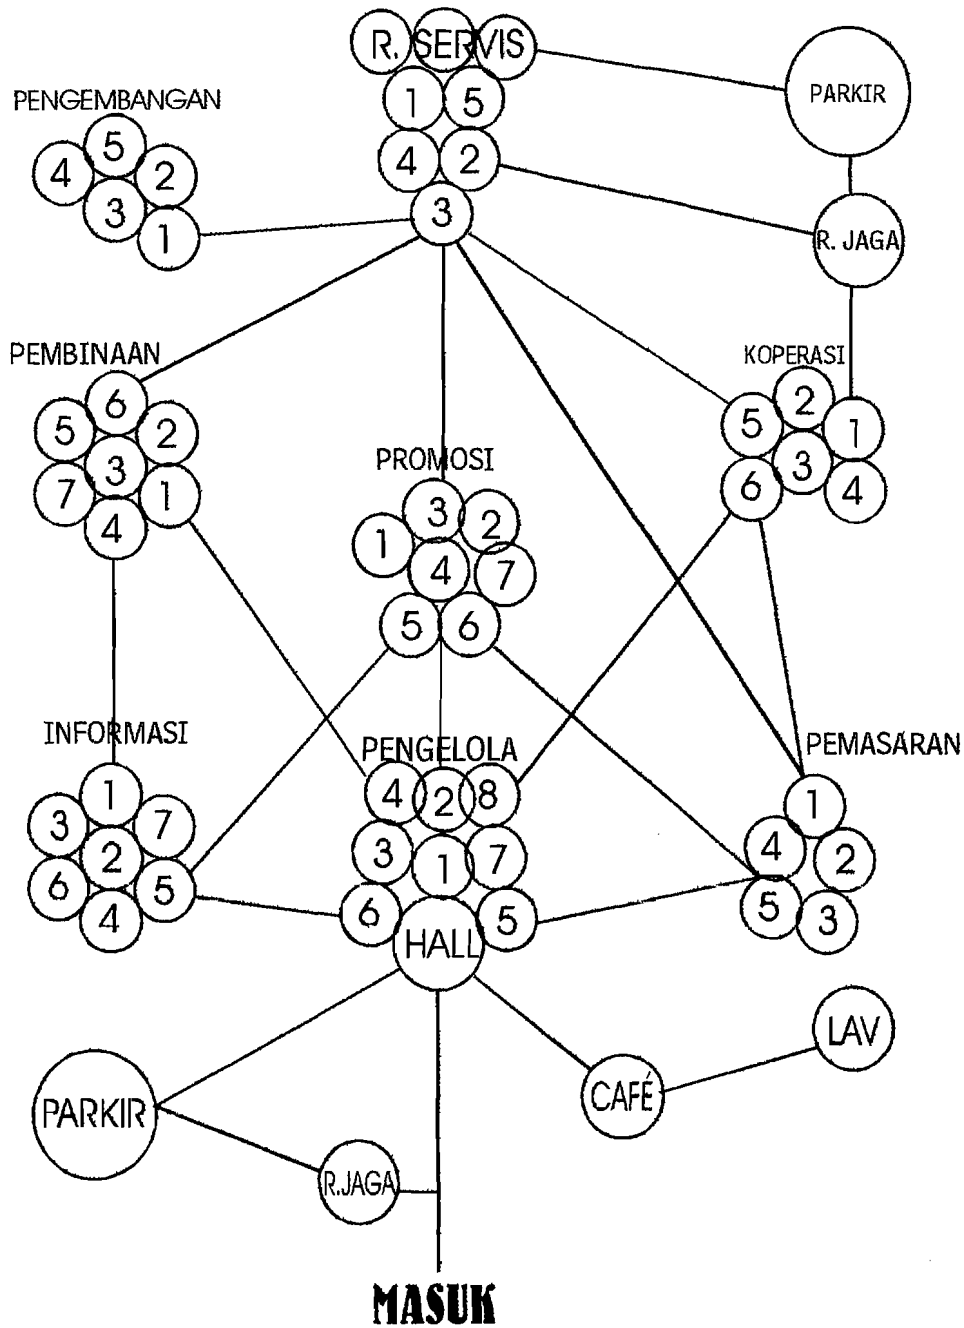 R. SERVIS
1 5
4 2
3
PARKIR
R. JAGA
PENGEMBANGAN
5
4 2
3
1
PEMBINAAN
6
5 2
3
7 1
4
PROMOSI
3 2
1
4 7
5 6
KOPERASI
2
5 1
3
6 4
INFORMASI
1
3 7
2
6 5
4
PENGELOLA
4 2 8
3 1 7
6 5
HALL
PEMASARAN
1
4 2
5 3
LAV
CAFÉ
PARKIR
R.JAGA
MASUK